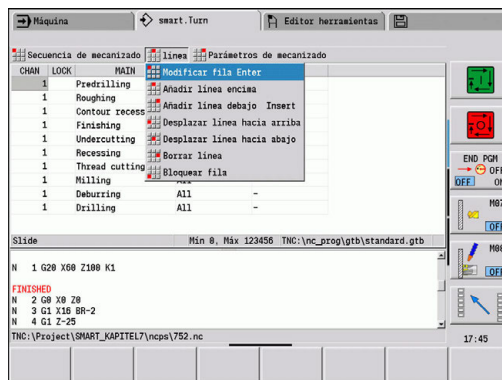 Máquina smart.Turn Editor herramientas
Secuencia de mecanizado línea Parámetros de mecanizado
CHAN LOCK MAIN
Modificar fila Enter
Añadir línea encima
Añadir línea debajo Insert
Desplazar línea hacia arriba
Desplazar línea hacia abajo
Borrar línea
Bloquear fila
1 Predrilling
1 Roughing
1 Contour recess
1 Finishing
1 Undercutting
1 Recessing
1 Thread cutting
1 Milling All
1 Deburring All -
1 Drilling All -
Slide Mín 0, Máx 123456 TNC:\nc_prog\gtb\standard.gtb
N 1 G20 X60 Z100 K1
FINISHED
N 2 G0 X0 Z0
N 3 G1 X16 BR-2
N 4 G1 Z-25
TNC:\Project\SMART_KAPITEL7\ncps\752.nc
END PGM
OFF
OFF ON
M07
OFF
OFF
17:45